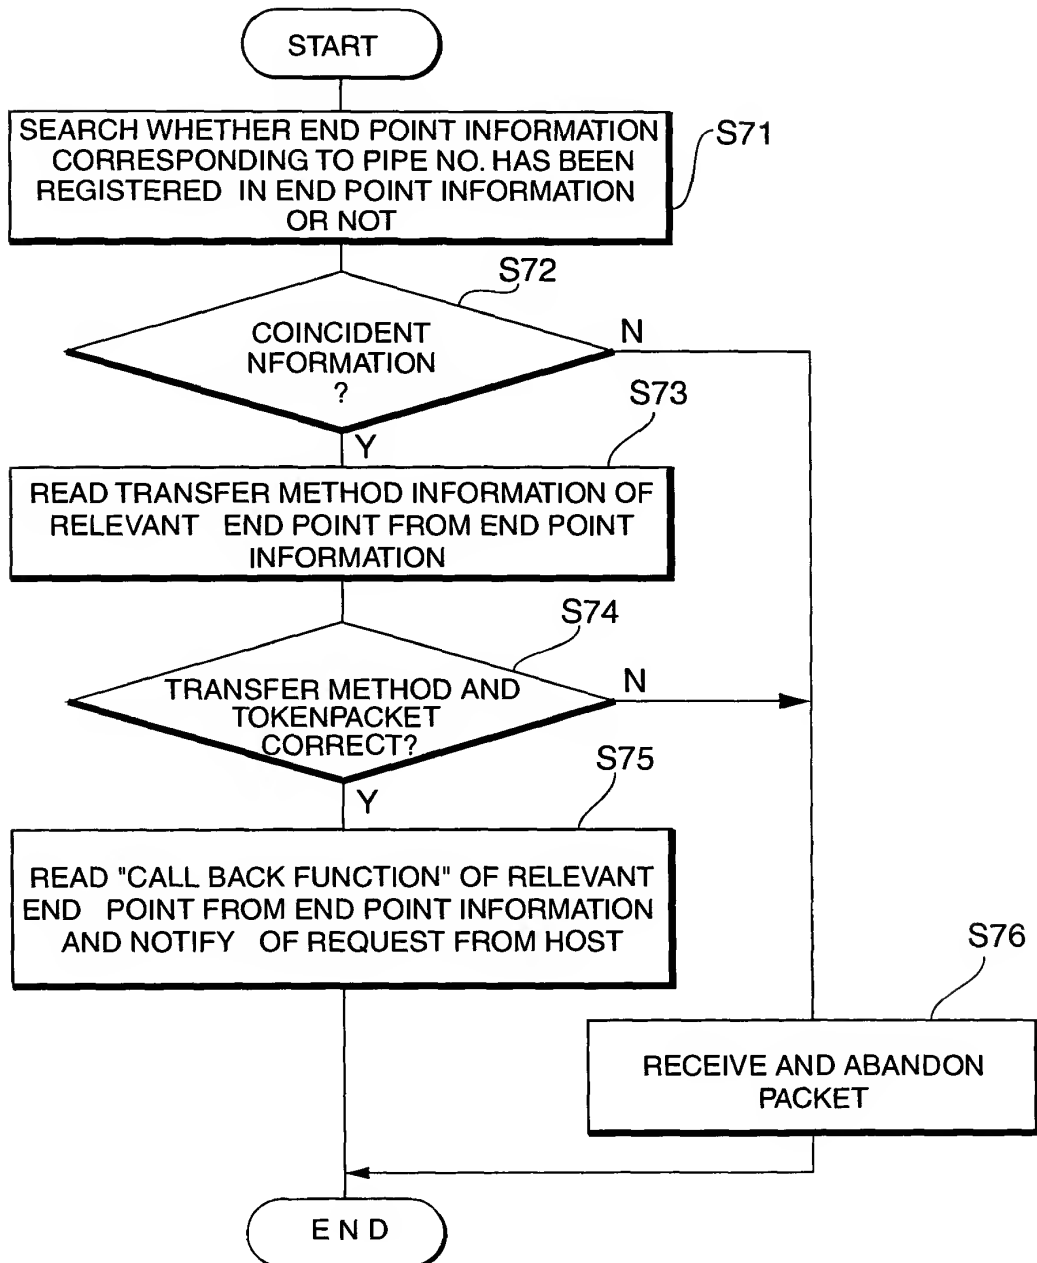 START
SEARCH WHETHER END POINT INFORMATION
CORRESPONDING TO PIPE NO. HAS BEEN
REGISTERED IN END POINT INFORMATION
OR NOT
S71
S72
COINCIDENT
NFORMATION
?
N
Y
S73
READ TRANSFER METHOD INFORMATION OF
RELEVANT END POINT FROM END POINT
INFORMATION
S74
TRANSFER METHOD AND
TOKENPACKET
CORRECT?
N
Y
S75
READ "CALL BACK FUNCTION" OF RELEVANT
END POINT FROM END POINT INFORMATION
AND NOTIFY OF REQUEST FROM HOST
S76
RECEIVE AND ABANDON
PACKET
END